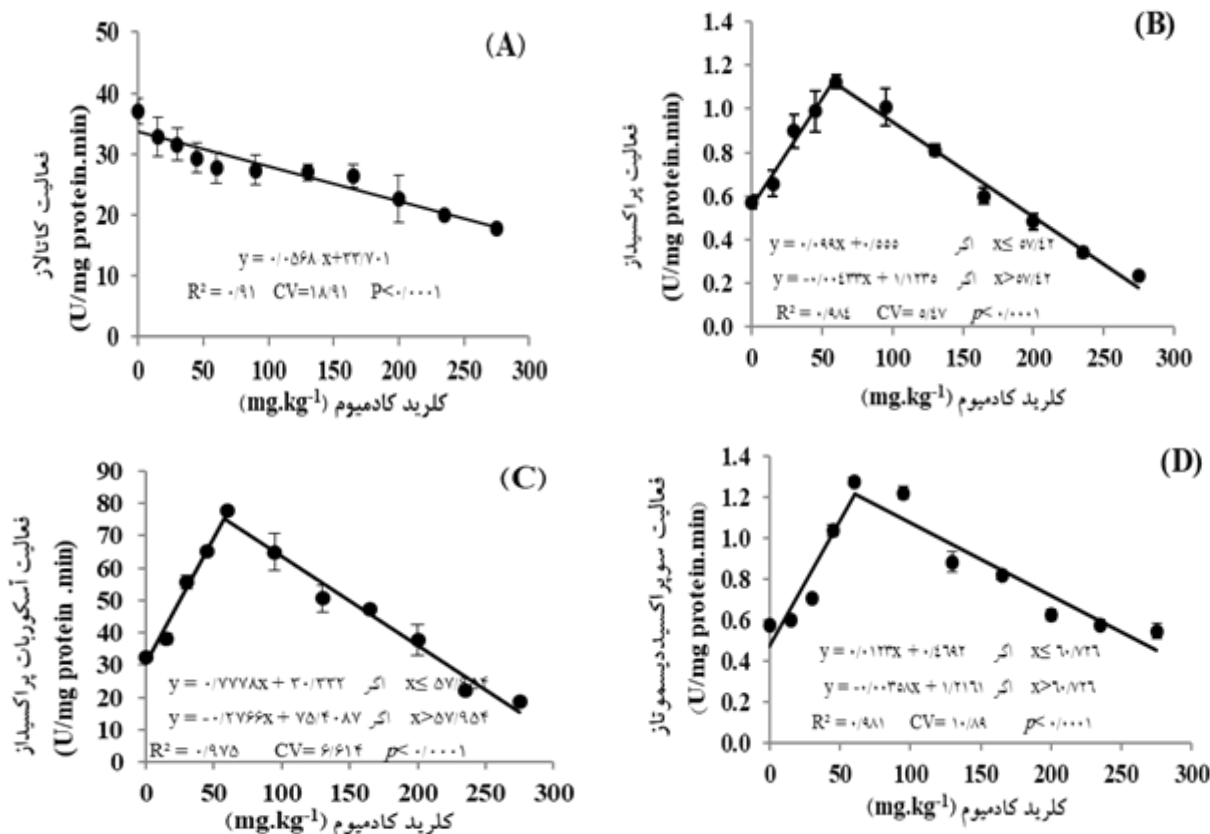 (A)
فعالیت کاتالاز
(U/mg protein.min)
50
40
30
20
10
0
y = ۰/۰۵۶۸ x+۳۳/۷۰۱
R² = ۰/۹۱ CV=۱۸/۹۱ P<۰/۰۰۰۱
0 50 100 150 200 250 300
کلرید کادمیوم (mg.kg⁻¹)
(B)
فعالیت پراکسیداز
(U/mg protein.min)
1.4
1.2
1.0
0.8
0.6
0.4
0.2
0.0
y = ۰/۰۹۹x +۰/۵۵۵ اگر x≤ ۵۷/۴۲
y = -۰/۰۰۴۳۳x + ۱/۱۲۳۵ اگر x>۵۷/۴۲
R² = ۰/۹۸۴ CV= ۵/۴۷ p< ۰/۰۰۰۱
0 50 100 150 200 250 300
کلرید کادمیوم (mg.kg⁻¹)
(C)
فعالیت آسکوربات پراکسیداز
(U/mg protein .min)
90
80
70
60
50
40
30
20
10
0
y = ۰/۷۷۷۸x + ۳۰/۳۳۲ اگر x≤
y = -۰/۲۷۶۶x + ۷۵/۴۰۸۷ اگر x>۵۷/۹۵۴
R² = ۰/۹۷۵ CV= ۶/۶۱۴ p< ۰/۰۰۰۱
0 50 100 150 200 250 300
کلرید کادمیوم (mg.kg⁻¹)
(D)
فعالیت سوپراکسیددیسموتاز
(U/mg protein.min)
1.4
1.2
1.0
0.8
0.6
0.4
0.2
0.0
y = ۰/۰۱۲۳x + ۰/۴۶۹۲ اگر x≤ ۶۰/۷۲۶
y = -۰/۰۰۳۵۸x + ۱/۲۱۶۱ اگر x>۶۰/۷۲۶
R² = ۰/۹۸۱ CV= ۱۰/۸۹ p< ۰/۰۰۰۱
0 50 100 150 200 250 300
کلرید کادمیوم (mg.kg⁻¹)